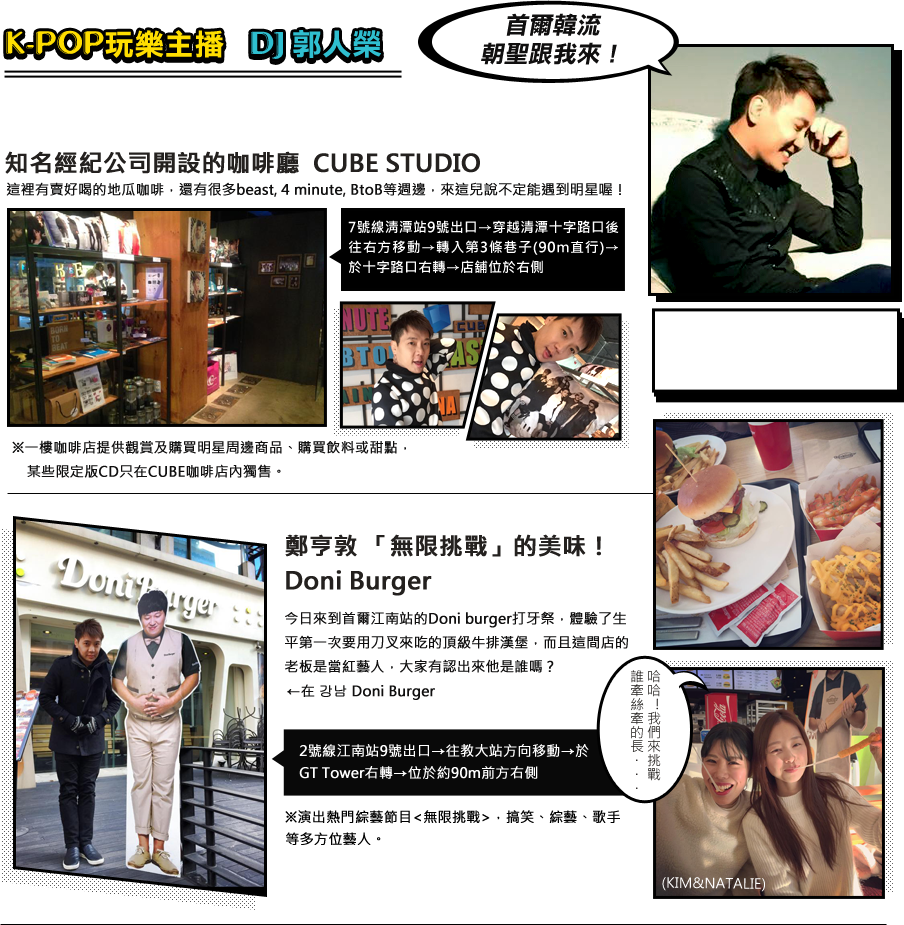 K-POP玩樂主播 DJ 郭人榮
首爾韓流
朝聖跟我來！
知名經紀公司開設的咖啡廳 CUBE STUDIO
這裡有賣好喝的地瓜咖啡，還有很多beast, 4 minute, BtoB等週邊，來這兒說不定能遇到明星喔！
7號線清潭站9號出口→穿越清潭十字路口後
往右方移動→轉入第3條巷子(90m直行)→
於十字路口右轉→店舖位於右側
NUTE
CUBE
BTO
NA
BORN
TO
BEAT
※一樓咖啡店提供觀賞及購買明星周邊商品、購買飲料或甜點，
某些限定版CD只在CUBE咖啡店內獨售。
鄭亨敦 「無限挑戰」的美味！
Doni Burger
今日來到首爾江南站的Doni burger打牙祭，體驗了生
平第一次要用刀叉來吃的頂級牛排漢堡，而且這間店的
老板是當紅藝人，大家有認出來他是誰嗎？
←在 강남 Doni Burger
2號線江南站9號出口→往教大站方向移動→於
GT Tower右轉→位於約90m前方右側
※演出熱門綜藝節目<無限挑戰>，搞笑、綜藝、歌手
等多方位藝人。
Doni Burger
哈哈！我們來挑戰
誰牽絲牽的長．．．
Coca
(KIM&NATALIE)